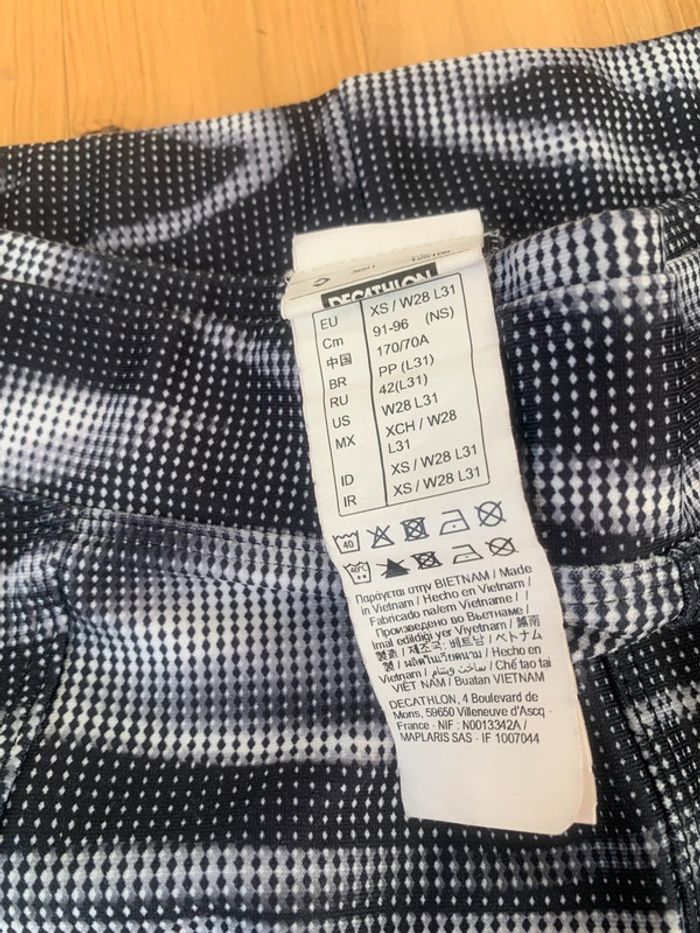 DECATHLON
EU XS / W28 L31
Cm 91-96 (NS)
中国 170/70A
BR PP (L31)
RU 42(L31)
US W28 L31
MX XCH / W28
L31
ID XS / W28 L31
IR XS / W28 L31
40
40°C
Παράγεται στην ΒΙΕΤΝΑΜ / Made
in Vietnam / Hecho en Vietnam /
Fabricado nalem Vietname / /
Произведено во Вьетнаме /
Imal edildiği yer Viyetnam / 越南
製造 / 제조국: 베트남 / ベトナム
製 / ผลิตในเวียดนาม / Hecho en
Vietnam / ساخت ويتنام / Chế tạo tại
VIỆT NAM / Buatan VIETNAM
DECATHLON, 4 Boulevard de
Mons, 59650 Villeneuve d'Ascq -
France - NIF : N0013342A /
MAPLARIS SAS - IF 1007044